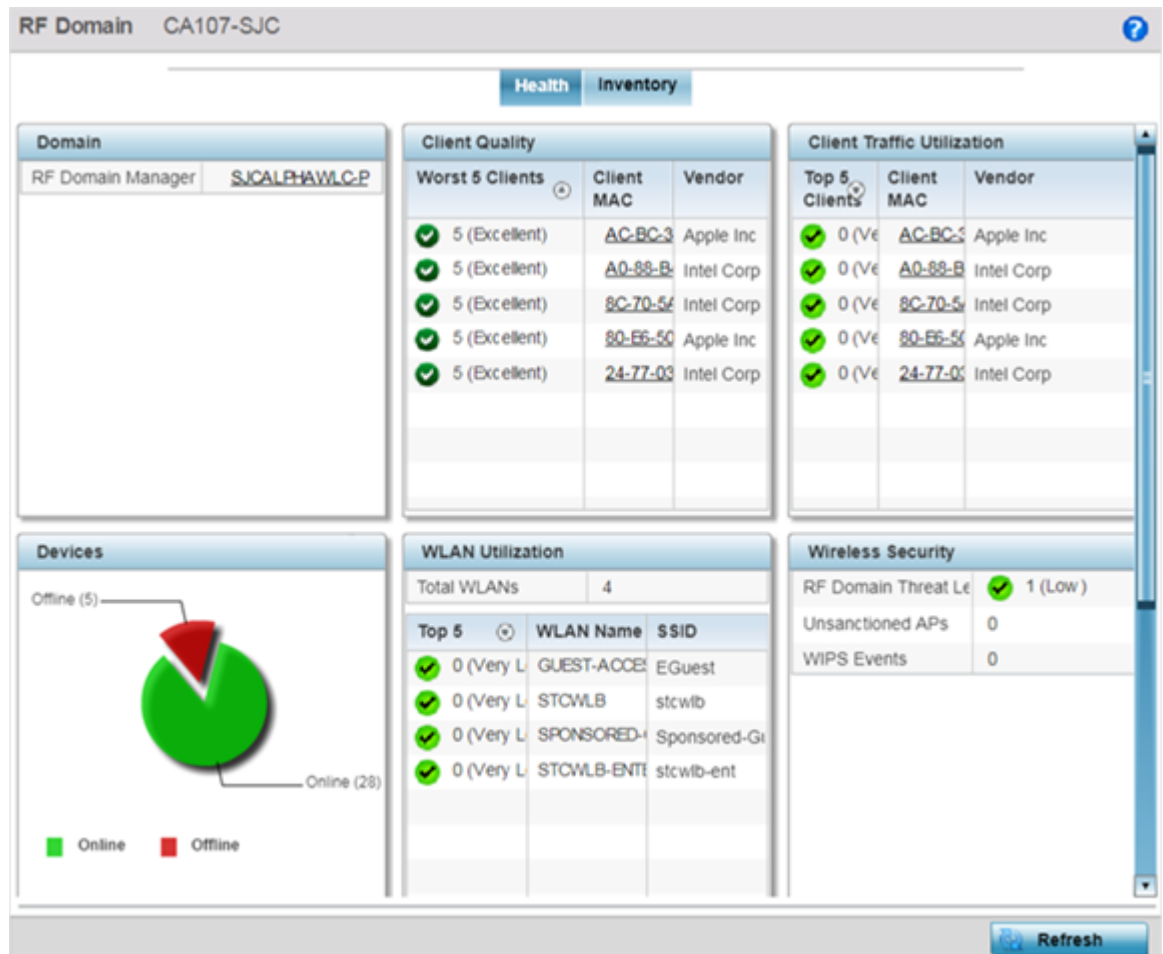 RF Domain CA107-SJC
Health Inventory
Domain
RF Domain Manager SJCALPHAWLC-P
Client Quality
Worst 5 Clients Client MAC Vendor
5 (Excellent) AC-BC-3 Apple Inc
5 (Excellent) A0-88-B Intel Corp
5 (Excellent) 8C-70-5 Intel Corp
5 (Excellent) 80-E6-50 Apple Inc
5 (Excellent) 24-77-03 Intel Corp
Client Traffic Utilization
Top 5 Clients Client MAC Vendor
0 (Ve AC-BC-3 Apple Inc
0 (Ve A0-88-B Intel Corp
0 (Ve 8C-70-5 Intel Corp
0 (Ve 80-E6-50 Apple Inc
0 (Ve 24-77-03 Intel Corp
Devices
Offline (5)
Online (28)
Online Offline
WLAN Utilization
Total WLANs 4
Top 5 WLAN Name SSID
0 (Very L GUEST-ACCES EGuest
0 (Very L STCWLB stcwlb
0 (Very L SPONSORED- Sponsored-Gu
0 (Very L STCWLB-ENTE stcwlb-ent
Wireless Security
RF Domain Threat Le 1 (Low)
Unsanctioned APs 0
WIPS Events 0
Refresh